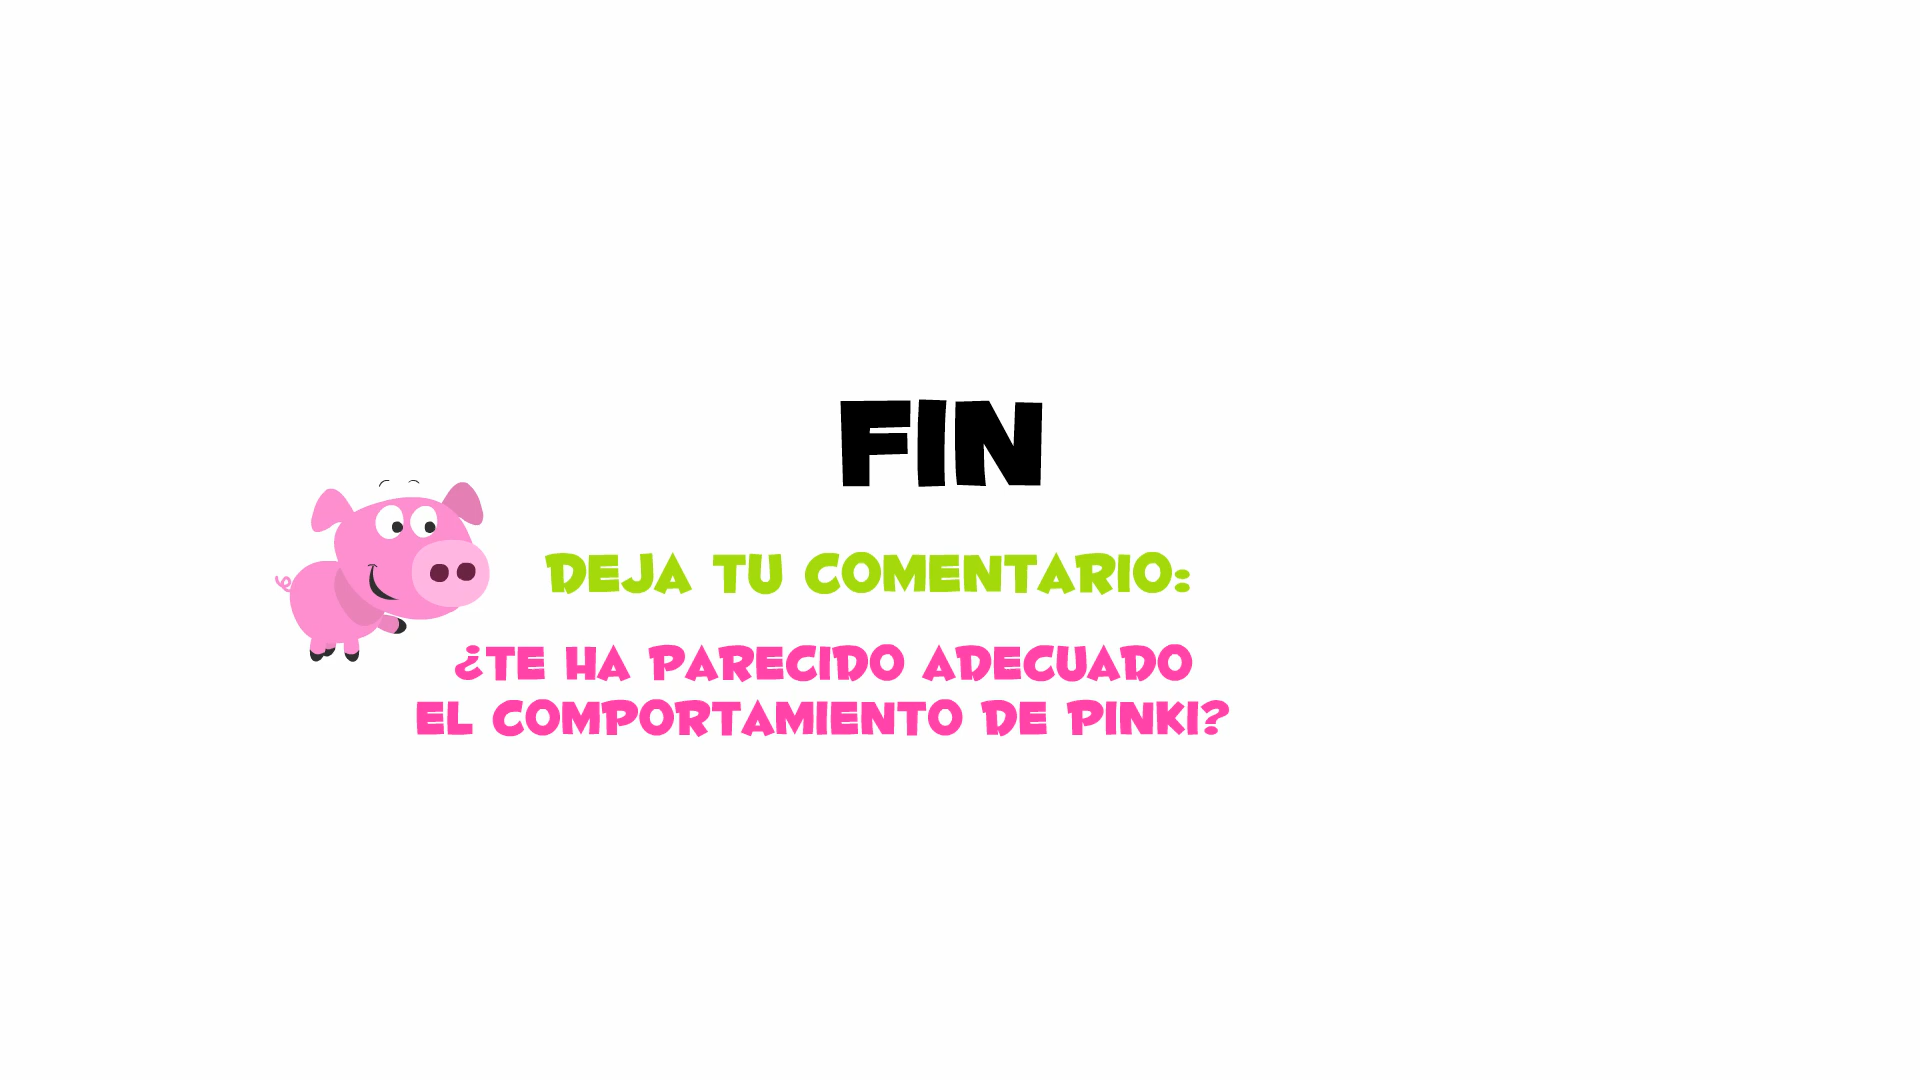 FIN
DEJA TU COMENTARIO:
¿TE HA PARECIDO ADECUADO
EL COMPORTAMIENTO DE PINKI?